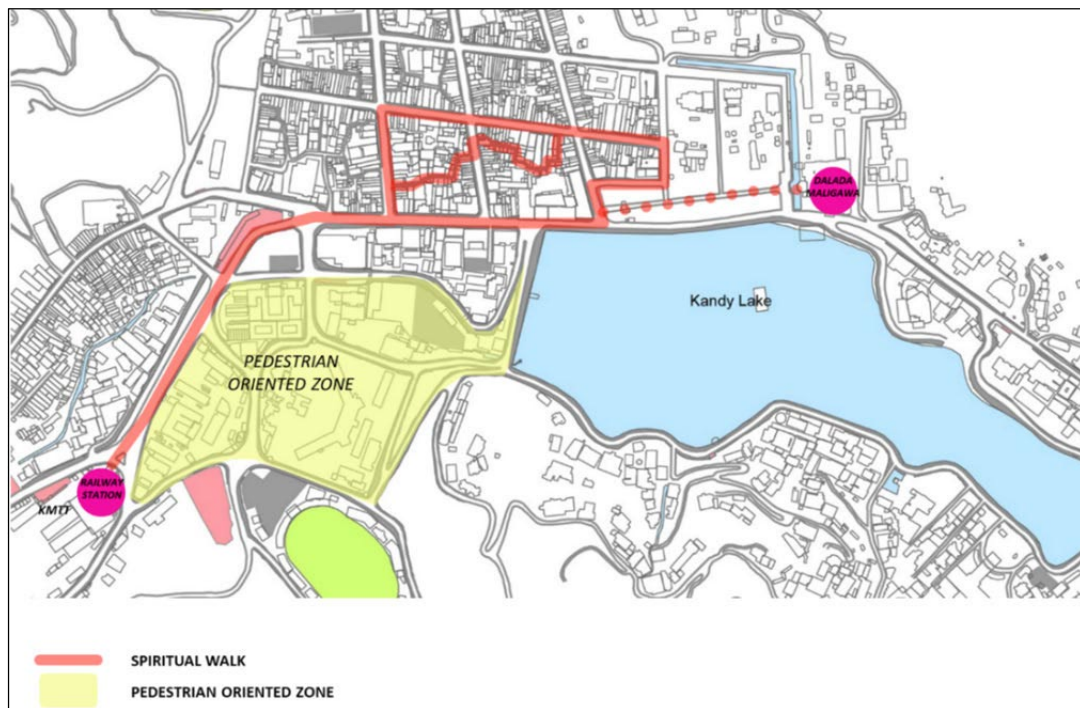 DALADA
MALIGAWA
Kandy Lake
PEDESTRIAN
ORIENTED ZONE
RAILWAY
STATION
KMTT
SPIRITUAL WALK
PEDESTRIAN ORIENTED ZONE